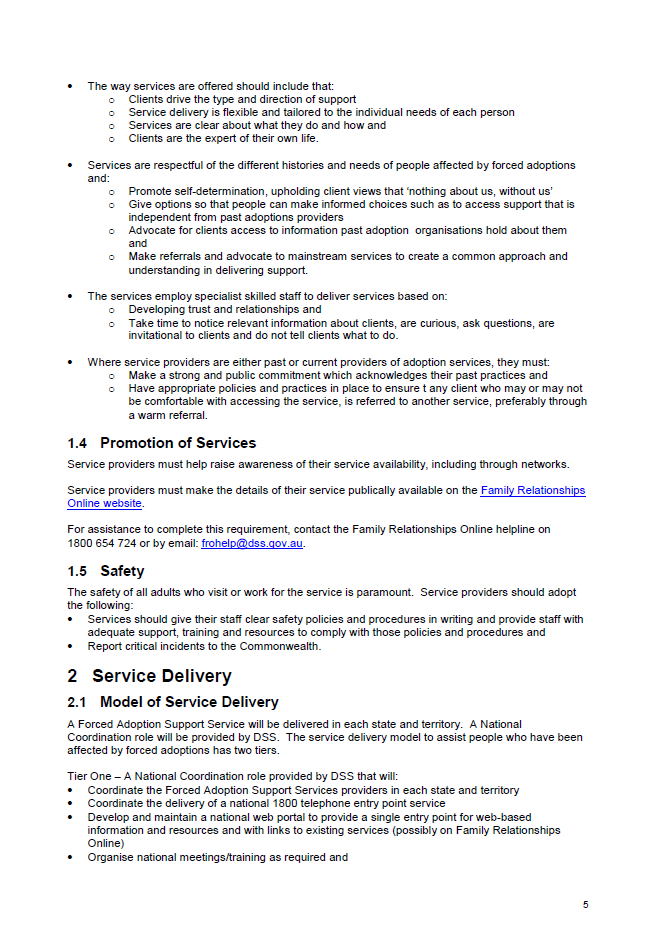 • The way services are offered should include that:
o Clients drive the type and direction of support
o Service delivery is flexible and tailored to the individual needs of each person
o Services are clear about what they do and how and
o Clients are the expert of their own life.
• Services are respectful of the different histories and needs of people affected by forced adoptions
and:
o Promote self-determination, upholding client views that ‘nothing about us, without us’
o Give options so that people can make informed choices such as to access support that is
independent from past adoptions providers
o Advocate for clients access to information past adoption  organisations hold about them
and
o Make referrals and advocate to mainstream services to create a common approach and
understanding in delivering support.
• The services employ specialist skilled staff to deliver services based on:
o Developing trust and relationships and
o Take time to notice relevant information about clients, are curious, ask questions, are
invitational to clients and do not tell clients what to do.
• Where service providers are either past or current providers of adoption services, they must:
o Make a strong and public commitment which acknowledges their past practices and
o Have appropriate policies and practices in place to ensure t any client who may or may not
be comfortable with accessing the service, is referred to another service, preferably through
a warm referral.
1.4 Promotion of Services
Service providers must help raise awareness of their service availability, including through networks.
Service providers must make the details of their service publically available on the Family Relationships
Online website.
For assistance to complete this requirement, contact the Family Relationships Online helpline on
1800 654 724 or by email: frohelp@dss.gov.au.
1.5 Safety
The safety of all adults who visit or work for the service is paramount.  Service providers should adopt
the following:
• Services should give their staff clear safety policies and procedures in writing and provide staff with
adequate support, training and resources to comply with those policies and procedures and
• Report critical incidents to the Commonwealth.
2 Service Delivery
2.1 Model of Service Delivery
A Forced Adoption Support Service will be delivered in each state and territory.  A National
Coordination role will be provided by DSS.  The service delivery model to assist people who have been
affected by forced adoptions has two tiers.
Tier One – A National Coordination role provided by DSS that will:
• Coordinate the Forced Adoption Support Services providers in each state and territory
• Coordinate the delivery of a national 1800 telephone entry point service
• Develop and maintain a national web portal to provide a single entry point for web-based
information and resources and with links to existing services (possibly on Family Relationships
Online)
• Organise national meetings/training as required and
5